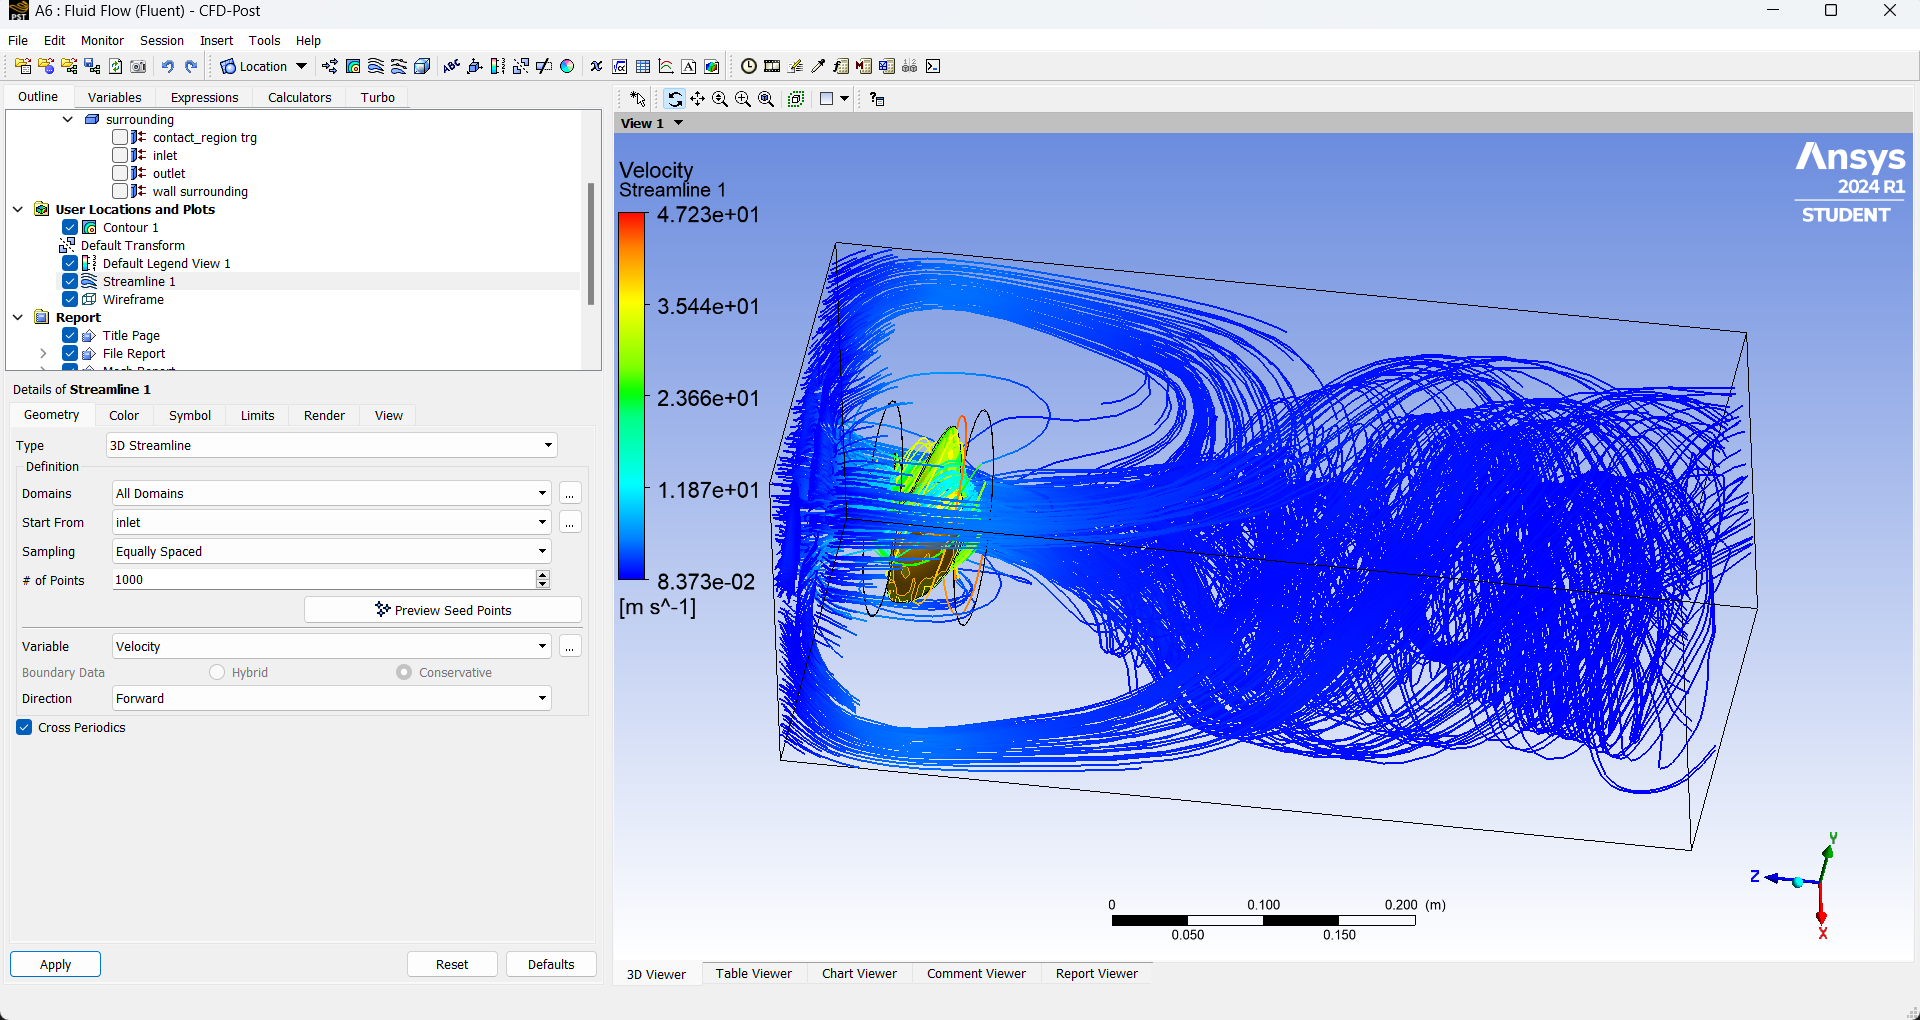 A6 : Fluid Flow (Fluent) - CFD-Post
File Edit Monitor Session Insert Tools Help
Location
Outline Variables Expressions Calculators Turbo
surrounding
contact_region trg
inlet
outlet
wall surrounding
User Locations and Plots
Contour 1
Default Transform
Default Legend View 1
Streamline 1
Wireframe
Report
Title Page
File Report
Details of Streamline 1
Geometry Color Symbol Limits Render View
Type 3D Streamline
Definition
Domains All Domains ...
Start From inlet ...
Sampling Equally Spaced
# of Points 1000
Preview Seed Points
Variable Velocity ...
Boundary Data Hybrid Conservative
Direction Forward
Cross Periodics
Apply Reset Defaults
View 1
Velocity
Streamline 1
4.723e+01
3.544e+01
2.366e+01
1.187e+01
8.373e-02
[m s^-1]
Ansys
2024 R1
STUDENT
0 0.100 0.200 (m)
0.050 0.150
Y
Z
X
3D Viewer Table Viewer Chart Viewer Comment Viewer Report Viewer